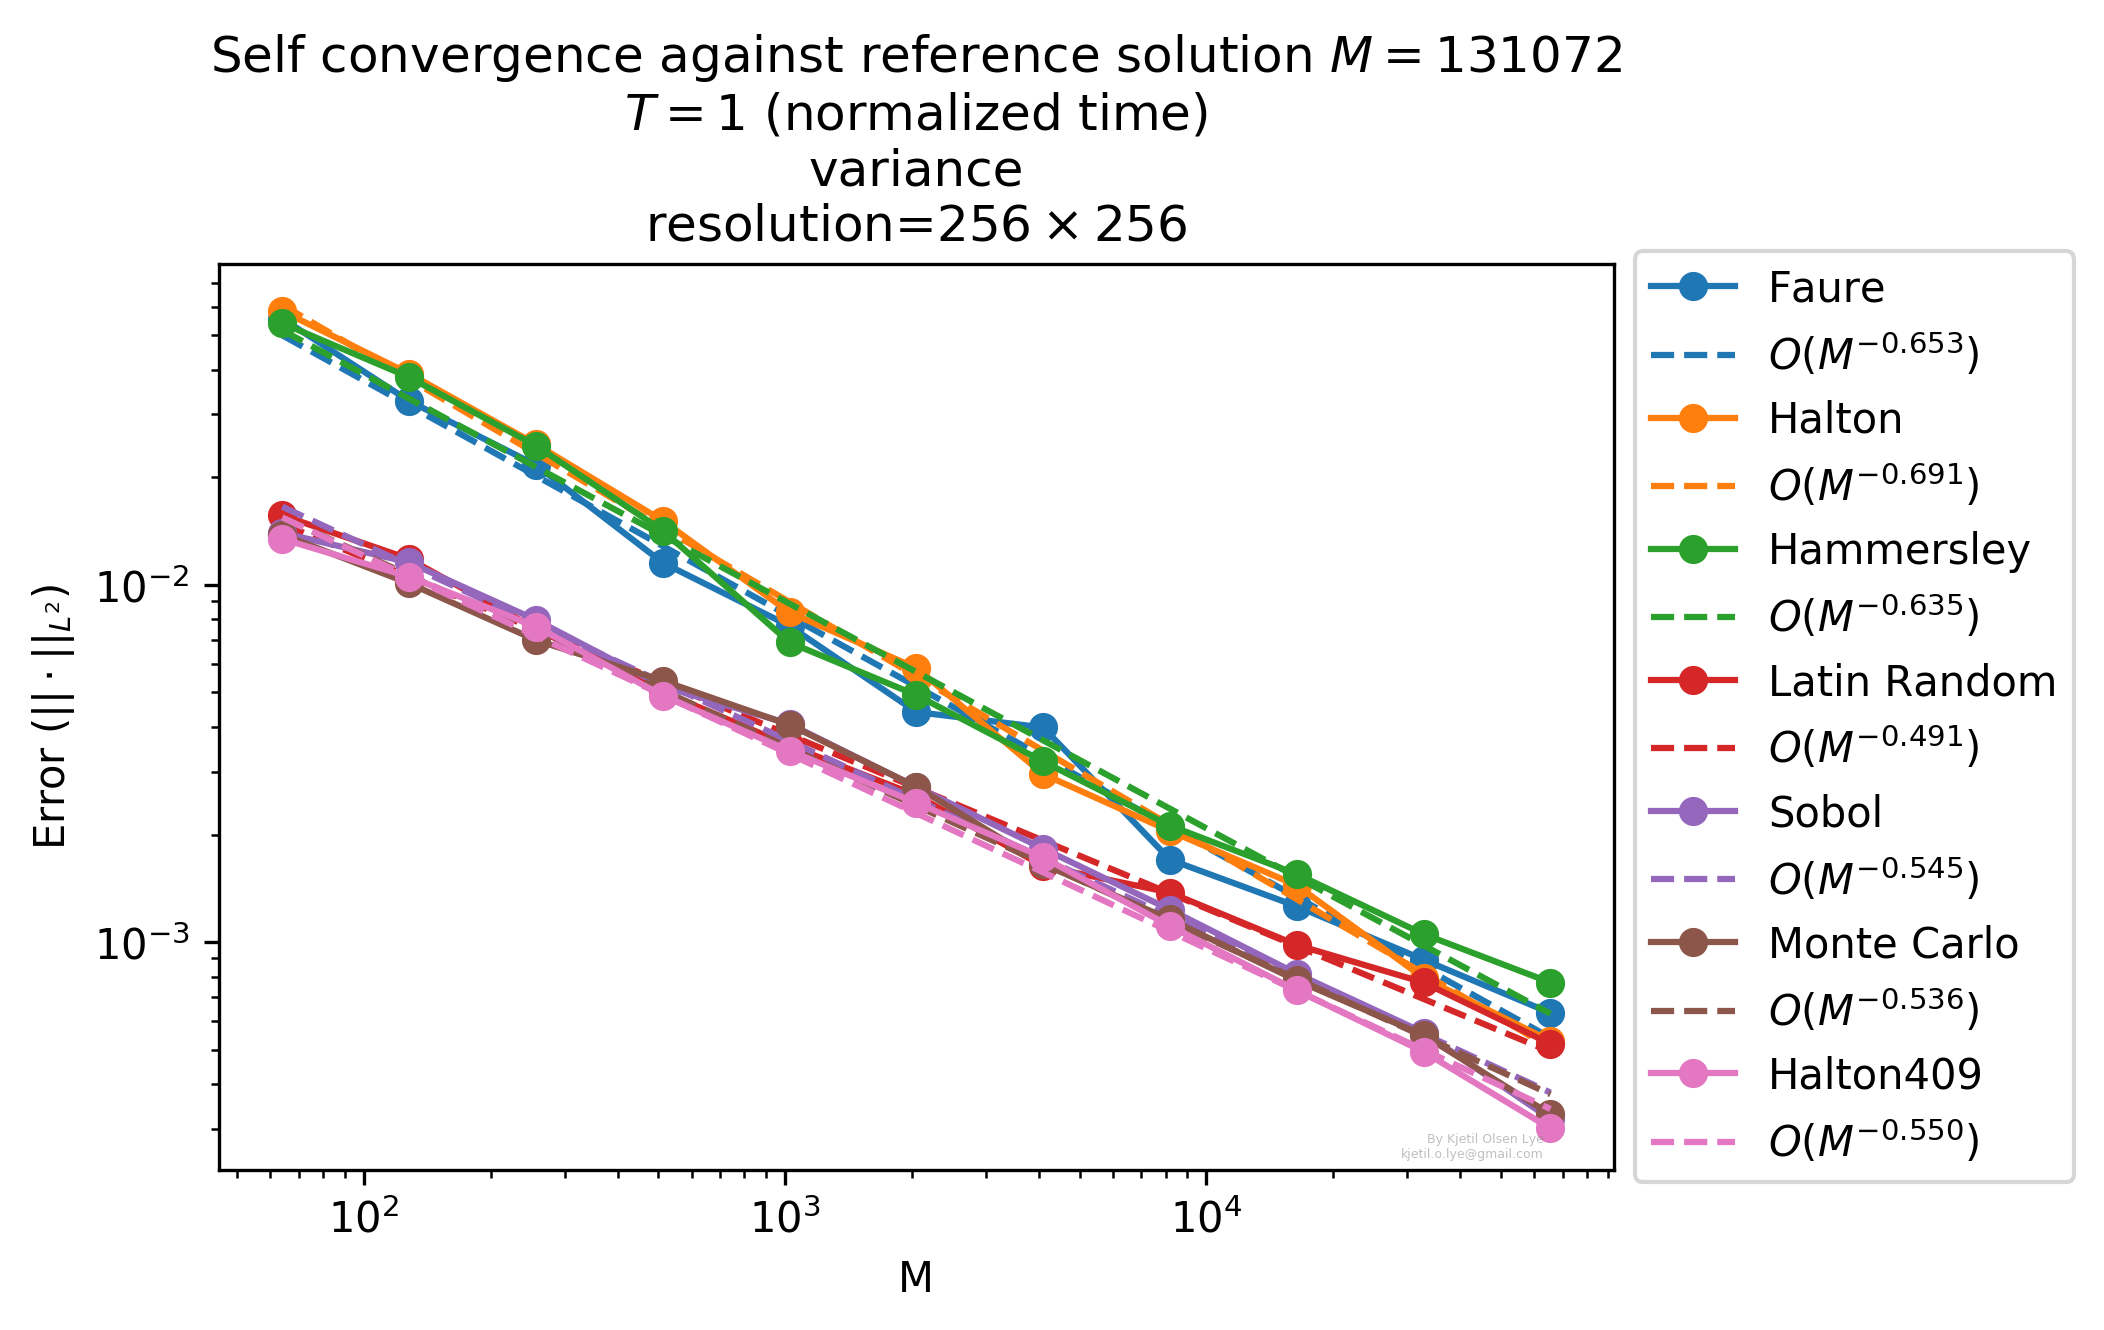 Self convergence against reference solution M = 131072
T = 1 (normalized time)
variance
resolution=256 × 256
Error (|| · ||_{L²})
10⁻²
10⁻³
10²
10³
10⁴
M
By Kjetil Olsen Lye
kjetil.o.lye@gmail.com
Faure
O(M⁻⁰·⁶⁵³)
Halton
O(M⁻⁰·⁶⁹¹)
Hammersley
O(M⁻⁰·⁶³⁵)
Latin Random
O(M⁻⁰·⁴⁹¹)
Sobol
O(M⁻⁰·⁵⁴⁵)
Monte Carlo
O(M⁻⁰·⁵³⁶)
Halton409
O(M⁻⁰·⁵⁵⁰)